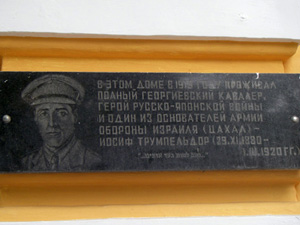 В ЭТОМ ДОМЕ В 1918 ГОДУ ПРОЖИВАЛ
ПОЛНЫЙ ГЕОРГИЕВСКИЙ КАВАЛЕР,
ГЕРОЙ РУССКО-ЯПОНСКОЙ ВОЙНЫ
И ОДИН ИЗ ОСНОВАТЕЛЕЙ АРМИИ
ОБОРОНЫ ИЗРАИЛЯ (ЦАХАЛ)-
ИОСИФ ТРУМПЕЛЬДОР (29.XI.1880-
1.III.1920 ГГ.)